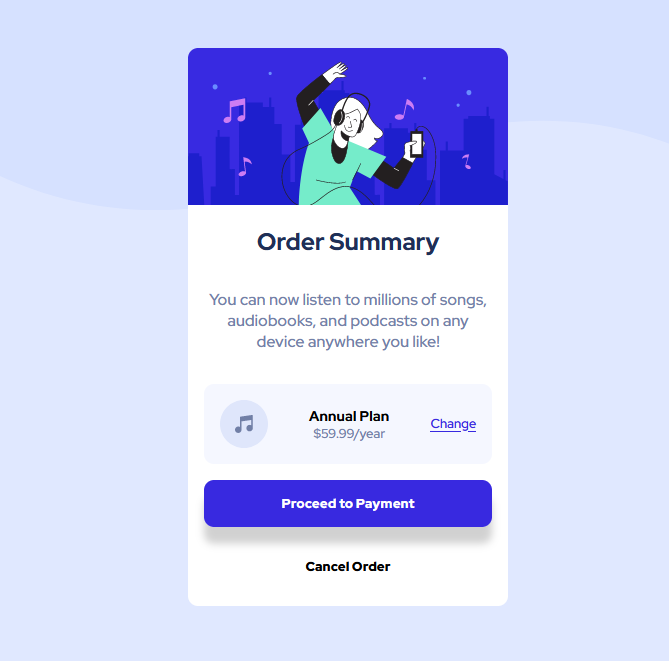 Order Summary
You can now listen to millions of songs,
audiobooks, and podcasts on any
device anywhere you like!
Annual Plan
$59.99/year
Change
Proceed to Payment
Cancel Order